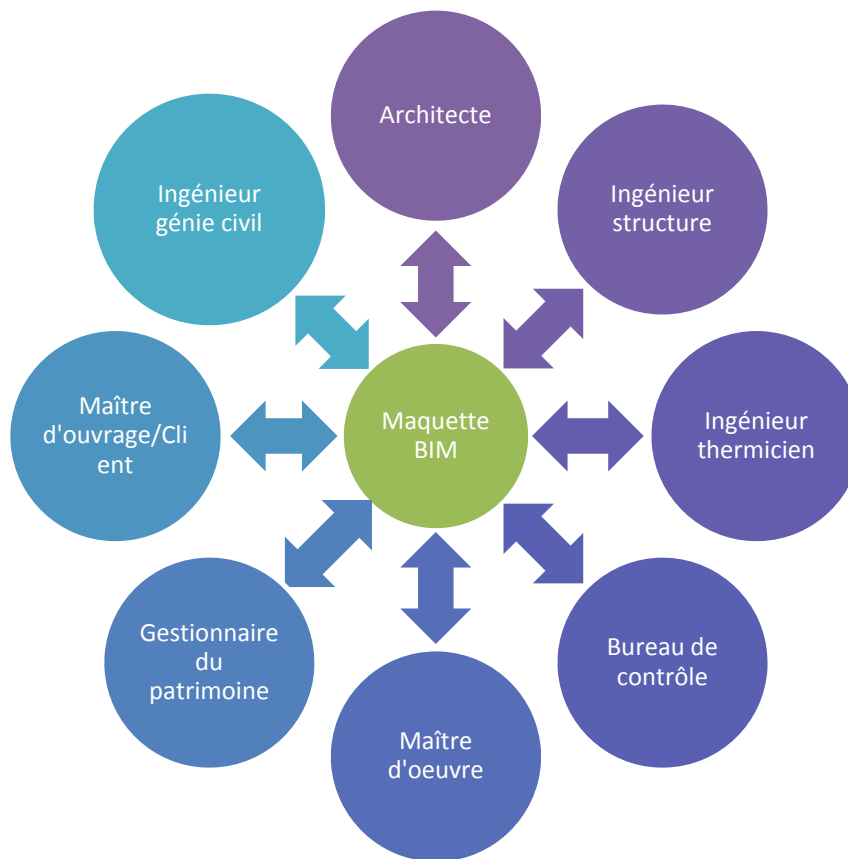 Architecte
Ingénieur
structure
Ingénieur
thermicien
Bureau de
contrôle
Maître
d'oeuvre
Gestionnaire
du
patrimoine
Maître
d'ouvrage/Cli
ent
Ingénieur
génie civil
Maquette
BIM